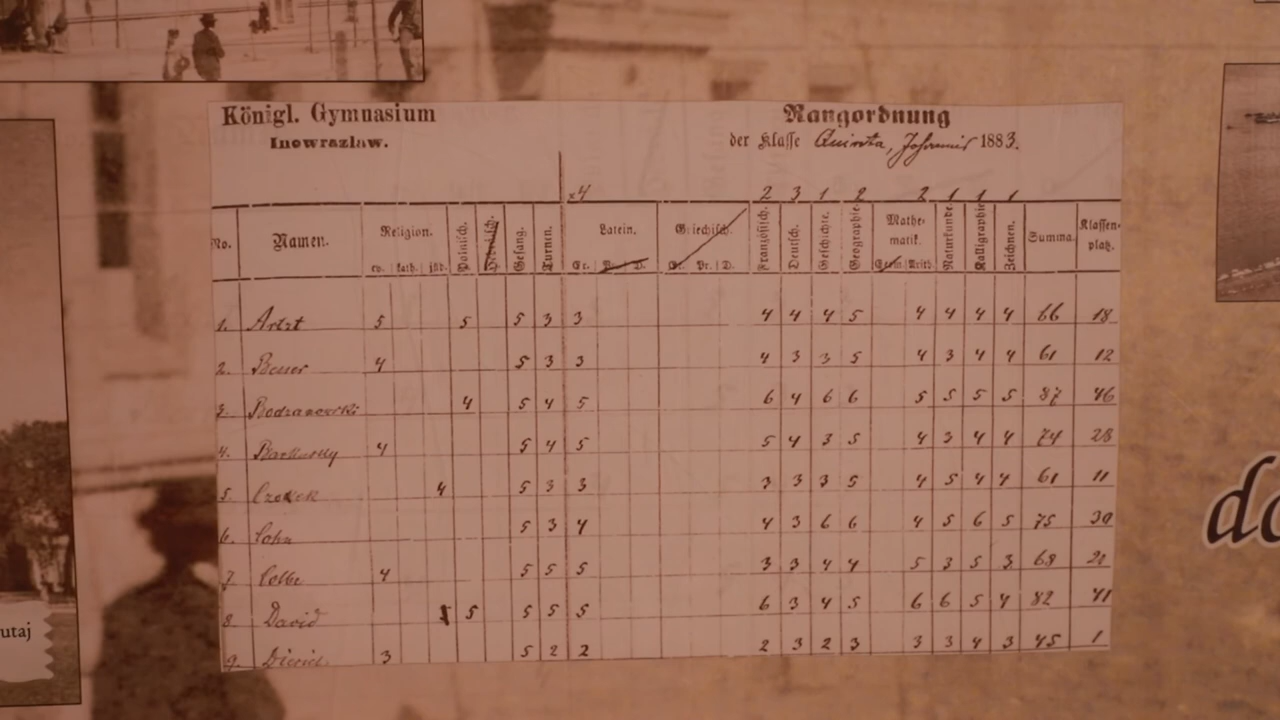 Königl. Gymnasium
Inowrazlaw.
Rangordnung
der Klasse Quinta, Johannis 1883.
×4 2 3 1 2 2 1 1 1
No. Namen. Religion. Polnisch. Gesang. Turnen. Latein. Griechisch. Französisch. Deutsch. Geschichte. Geographie. Mathematik. Naturkunde. Kalligraphie. Zeichnen. Summa. Klassenplatz.
ev. kath. jüd. Gr. Pr. D. Gr. Pr. D. Geom. Arith.
1. Artzt 5 5 5 3 3 4 4 4 5 4 4 4 4 66 18
2. 4 5 3 3 4 3 3 5 4 3 4 4 61 12
3. 4 5 4 5 6 4 6 6 5 5 5 5 87 46
4. 4 5 4 5 5 4 3 5 4 3 4 4 74 28
5. 4 5 3 3 3 3 3 5 4 5 4 4 61 11
6. Cohn 5 3 4 4 3 6 6 4 5 6 5 75
7. 4 5 5 5 3 3 4 4 5 3 5 3 68
8. David 5 5 5 5 6 3 4 5 6 6 5 4 82 41
9. 3 5 2 2 2 3 2 3 3 3 4 3 45 1
utaj
do